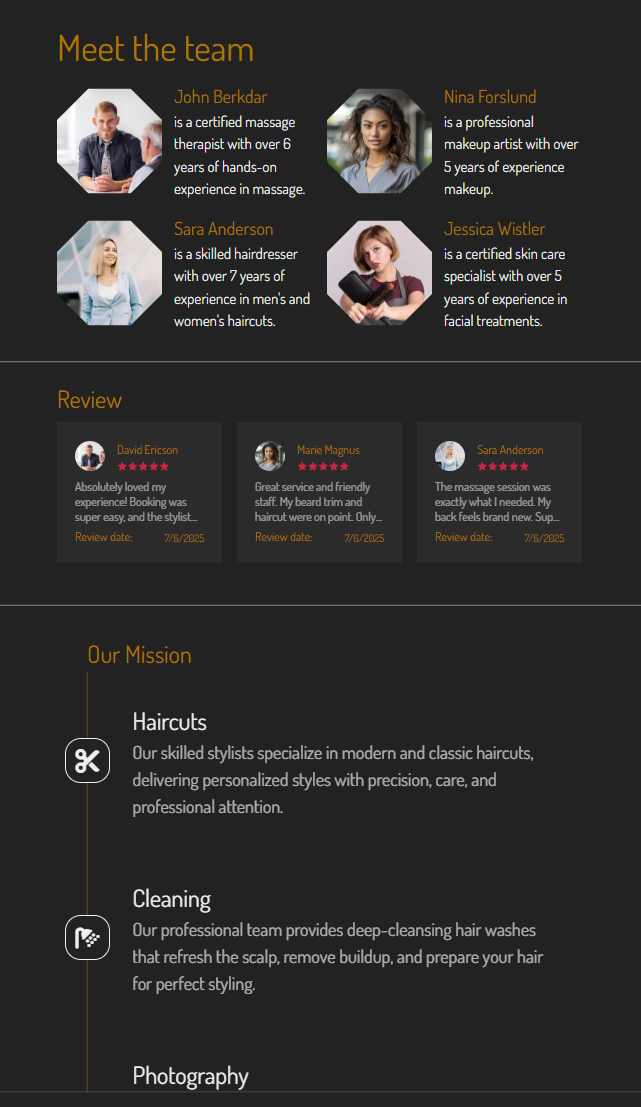 Meet the team
John Berkdar
is a certified massage
therapist with over 6
years of hands-on
experience in massage.
Nina Forslund
is a professional
makeup artist with over
5 years of experience
makeup.
Sara Anderson
is a skilled hairdresser
with over 7 years of
experience in men's and
women's haircuts.
Jessica Wistler
is a certified skin care
specialist with over 5
years of experience in
facial treatments.
Review
David Ericson
Absolutely loved my
experience! Booking was
super easy, and the stylist...
Review date: 7/6/2025
Marie Magnus
Great service and friendly
staff. My beard trim and
haircut were on point. Only...
Review date: 7/6/2025
Sara Anderson
The massage session was
exactly what I needed. My
back feels brand new. Sup...
Review date: 7/6/2025
Our Mission
Haircuts
Our skilled stylists specialize in modern and classic haircuts,
delivering personalized styles with precision, care, and
professional attention.
Cleaning
Our professional team provides deep-cleansing hair washes
that refresh the scalp, remove buildup, and prepare your hair
for perfect styling.
Photography